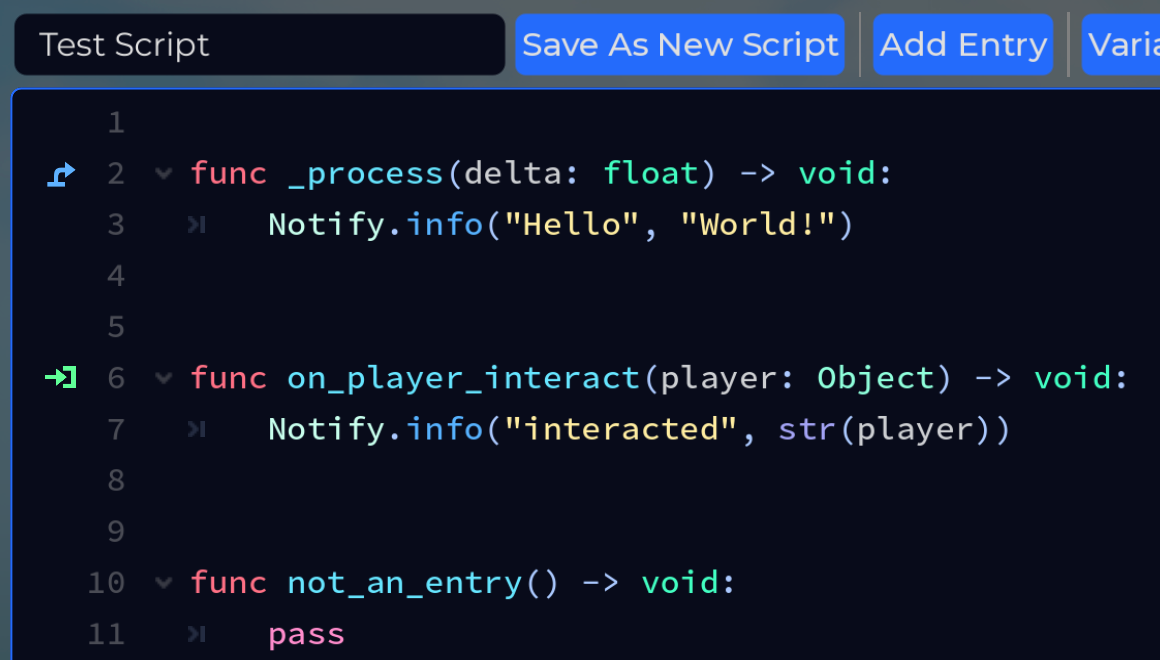 Test Script Save As New Script Add Entry Varia
1
2 func _process(delta: float) -> void:
3 Notify.info("Hello", "World!")
4
5
6 func on_player_interact(player: Object) -> void:
7 Notify.info("interacted", str(player))
8
9
10 func not_an_entry() -> void:
11 pass